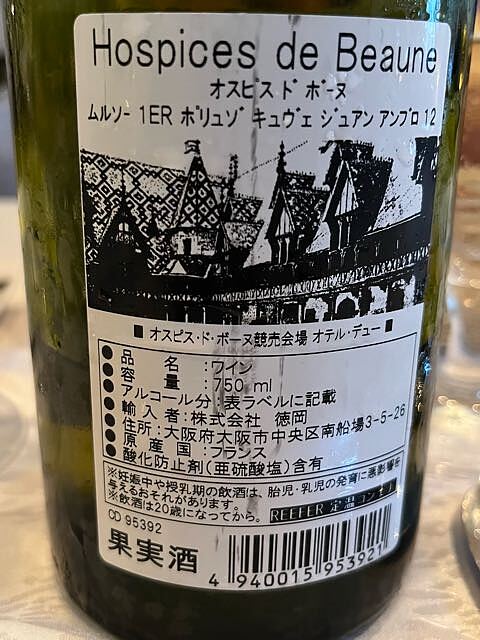 Hospices de Beaune
オスピス ド ボーヌ
ムルソー 1ER ポリュゾ キュヴェ ジュアン アンブロ 12
■ オスピス・ド・ボーヌ競売会場 オテル・デュー ■
●品 名 :ワイン
●容 量 :750 ml
●アルコール分 :表ラベルに記載
●輸 入 者:株式会社 徳岡
●住所:大阪府大阪市中央区南船場3-5-26
●原 産 国 :フランス
●酸化防止剤(亜硫酸塩)含有
※妊娠中や授乳期の飲酒は、胎児・乳児の発育に悪影響を
与えるおそれがあります。
※飲酒は20歳になってから。 REEFER 定温コンテナ
CD 95392
果実酒
4 940015 953921